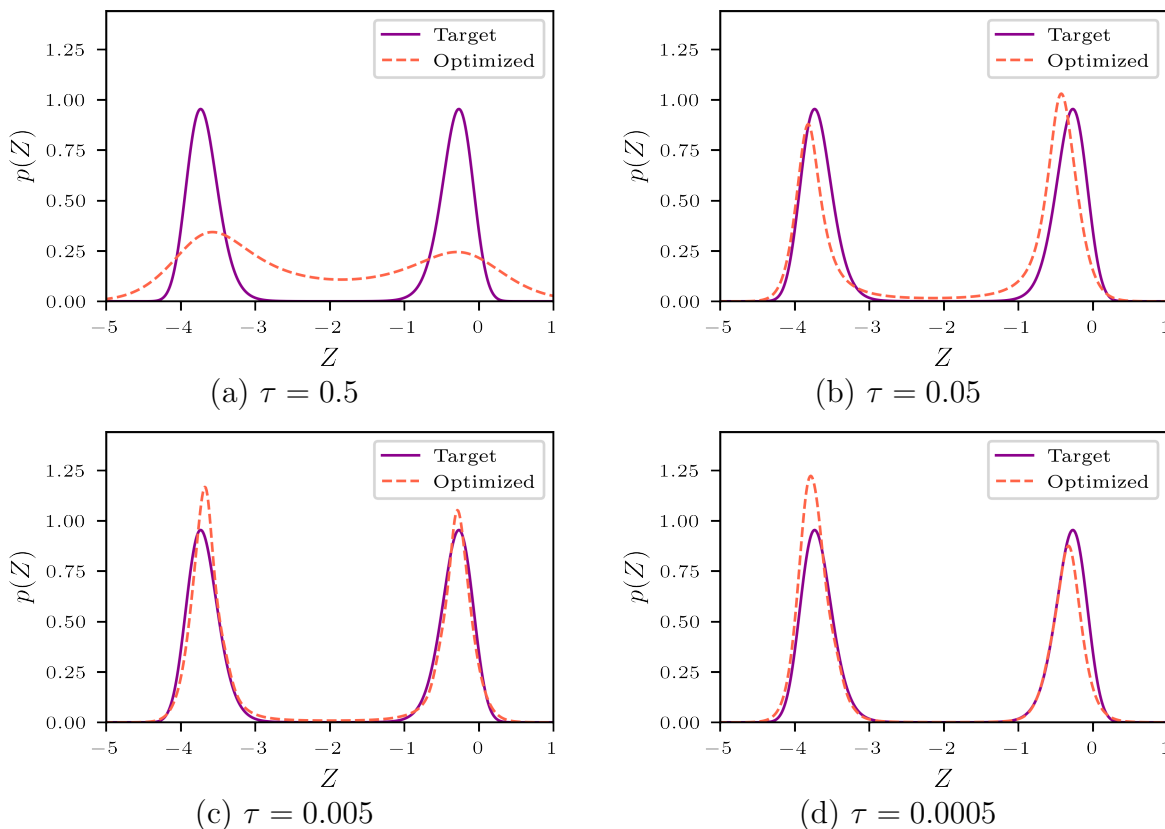 1.25
1.00
0.75
0.50
0.25
0.00
p(Z)
Target
Optimized
−5 −4 −3 −2 −1 0 1
Z
(a) τ = 0.5
1.25
1.00
0.75
0.50
0.25
0.00
p(Z)
Target
Optimized
−5 −4 −3 −2 −1 0 1
Z
(b) τ = 0.05
1.25
1.00
0.75
0.50
0.25
0.00
p(Z)
Target
Optimized
−5 −4 −3 −2 −1 0 1
Z
(c) τ = 0.005
1.25
1.00
0.75
0.50
0.25
0.00
p(Z)
Target
Optimized
−5 −4 −3 −2 −1 0 1
Z
(d) τ = 0.0005